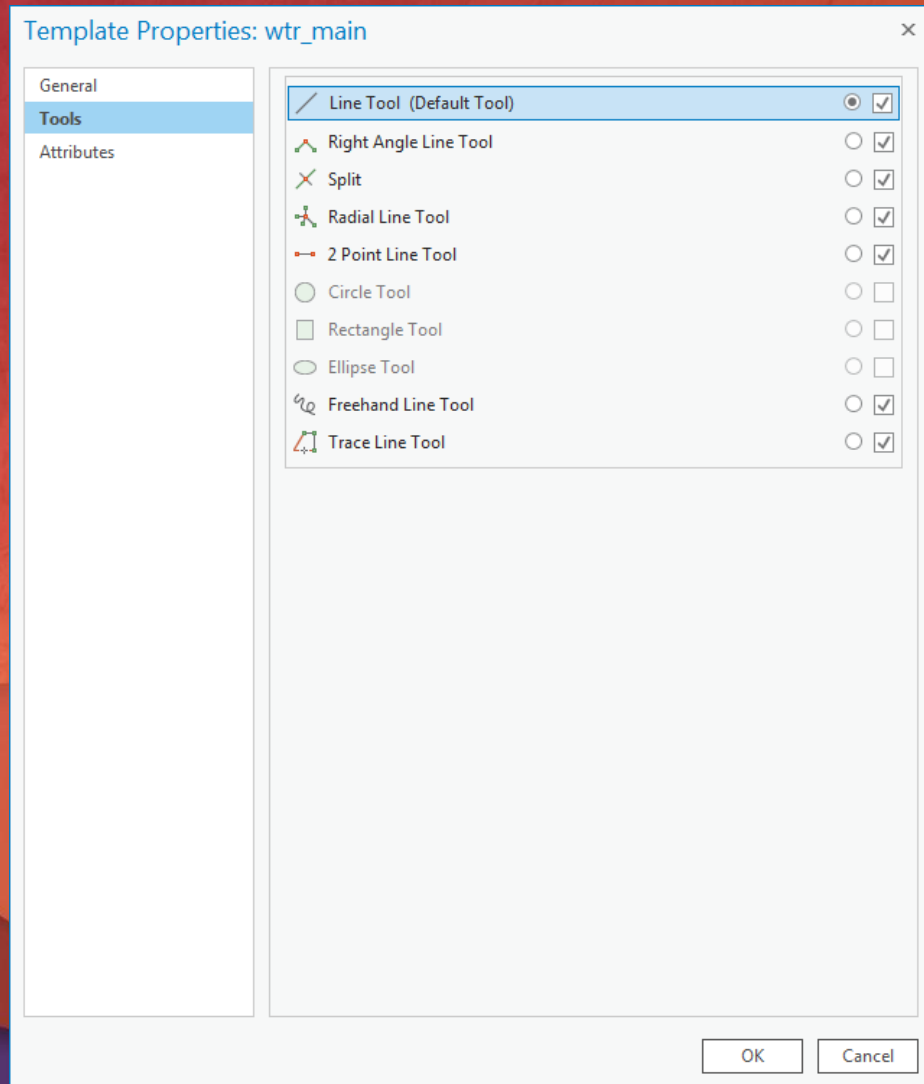 Template Properties: wtr_main
General
Tools
Attributes
Line Tool (Default Tool)
Right Angle Line Tool
Split
Radial Line Tool
2 Point Line Tool
Circle Tool
Rectangle Tool
Ellipse Tool
Freehand Line Tool
Trace Line Tool
OK
Cancel